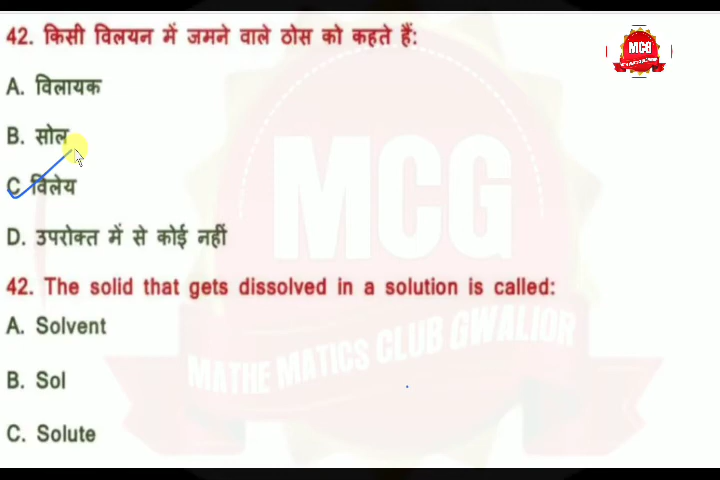 42. किसी विलयन में जमने वाले ठोस को कहते हैं:
MCG
A. विलायक
B. सोल
C विलेय
MCG
D. उपरोक्त में से कोई नहीं
42. The solid that gets dissolved in a solution is called:
A. Solvent
MATHE MATICS CLUB GWALIOR
B. Sol
C. Solute